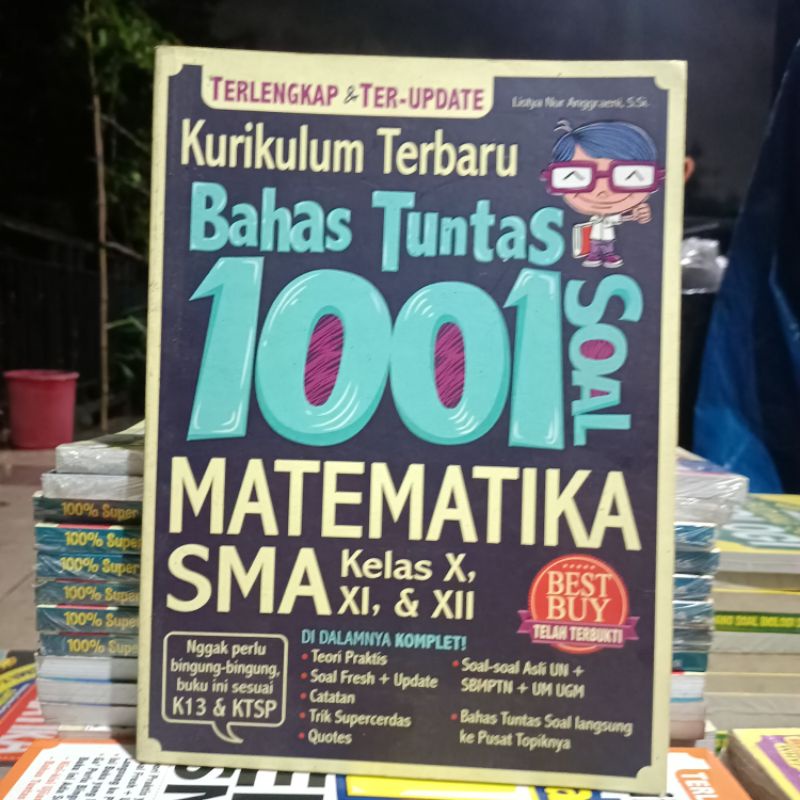 TERLENGKAP & TER-UPDATE
Listya Nur Anggraeni, S.Si.
Kurikulum Terbaru
Bahas Tuntas
1001
SOAL
MATEMATIKA
SMA Kelas X,
XI, & XII
BEST
BUY
TELAH TERBUKTI
Nggak perlu
bingung-bingung,
buku ini sesuai
K13 & KTSP
DI DALAMNYA KOMPLET!
• Teori Praktis
• Soal Fresh + Update
• Catatan
• Trik Supercerdas
• Quotes
• Soal-soal Asli UN +
SBMPTN + UM UGM
• Bahas Tuntas Soal langsung
ke Pusat Topiknya
100% Super
100% Super
100% Super
100% Super
100% Super
100% Super